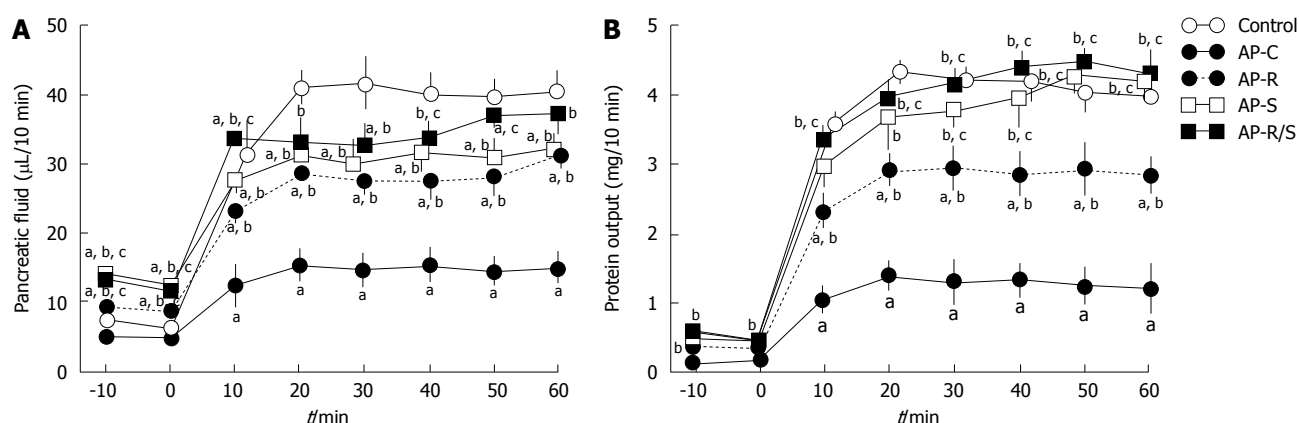 A
Pancreatic fluid (μL/10 min)
50
40
30
20
10
0
-10 0 10 20 30 40 50 60
t/min
a, b, c
a, b, c
a, b, c
a, b
a, b, c
a, b
a, b
a
b
a, b
a, b
a
a, b
a, b
a, b
a
b, c
a, b
a, b
a
a, c
a, b
a, b
a
b
a, b
a, b
a
B
Protein output (mg/10 min)
5
4
3
2
1
0
-10 0 10 20 30 40 50 60
t/min
b
b
b
b, c
a, b
a
b, c
b
a, b
a
b, c
b, c
a, b
a
b, c
b, c
a, b
a
b, c
b, c
a, b
a
b, c
b, c
a, b
a
Control
AP-C
AP-R
AP-S
AP-R/S